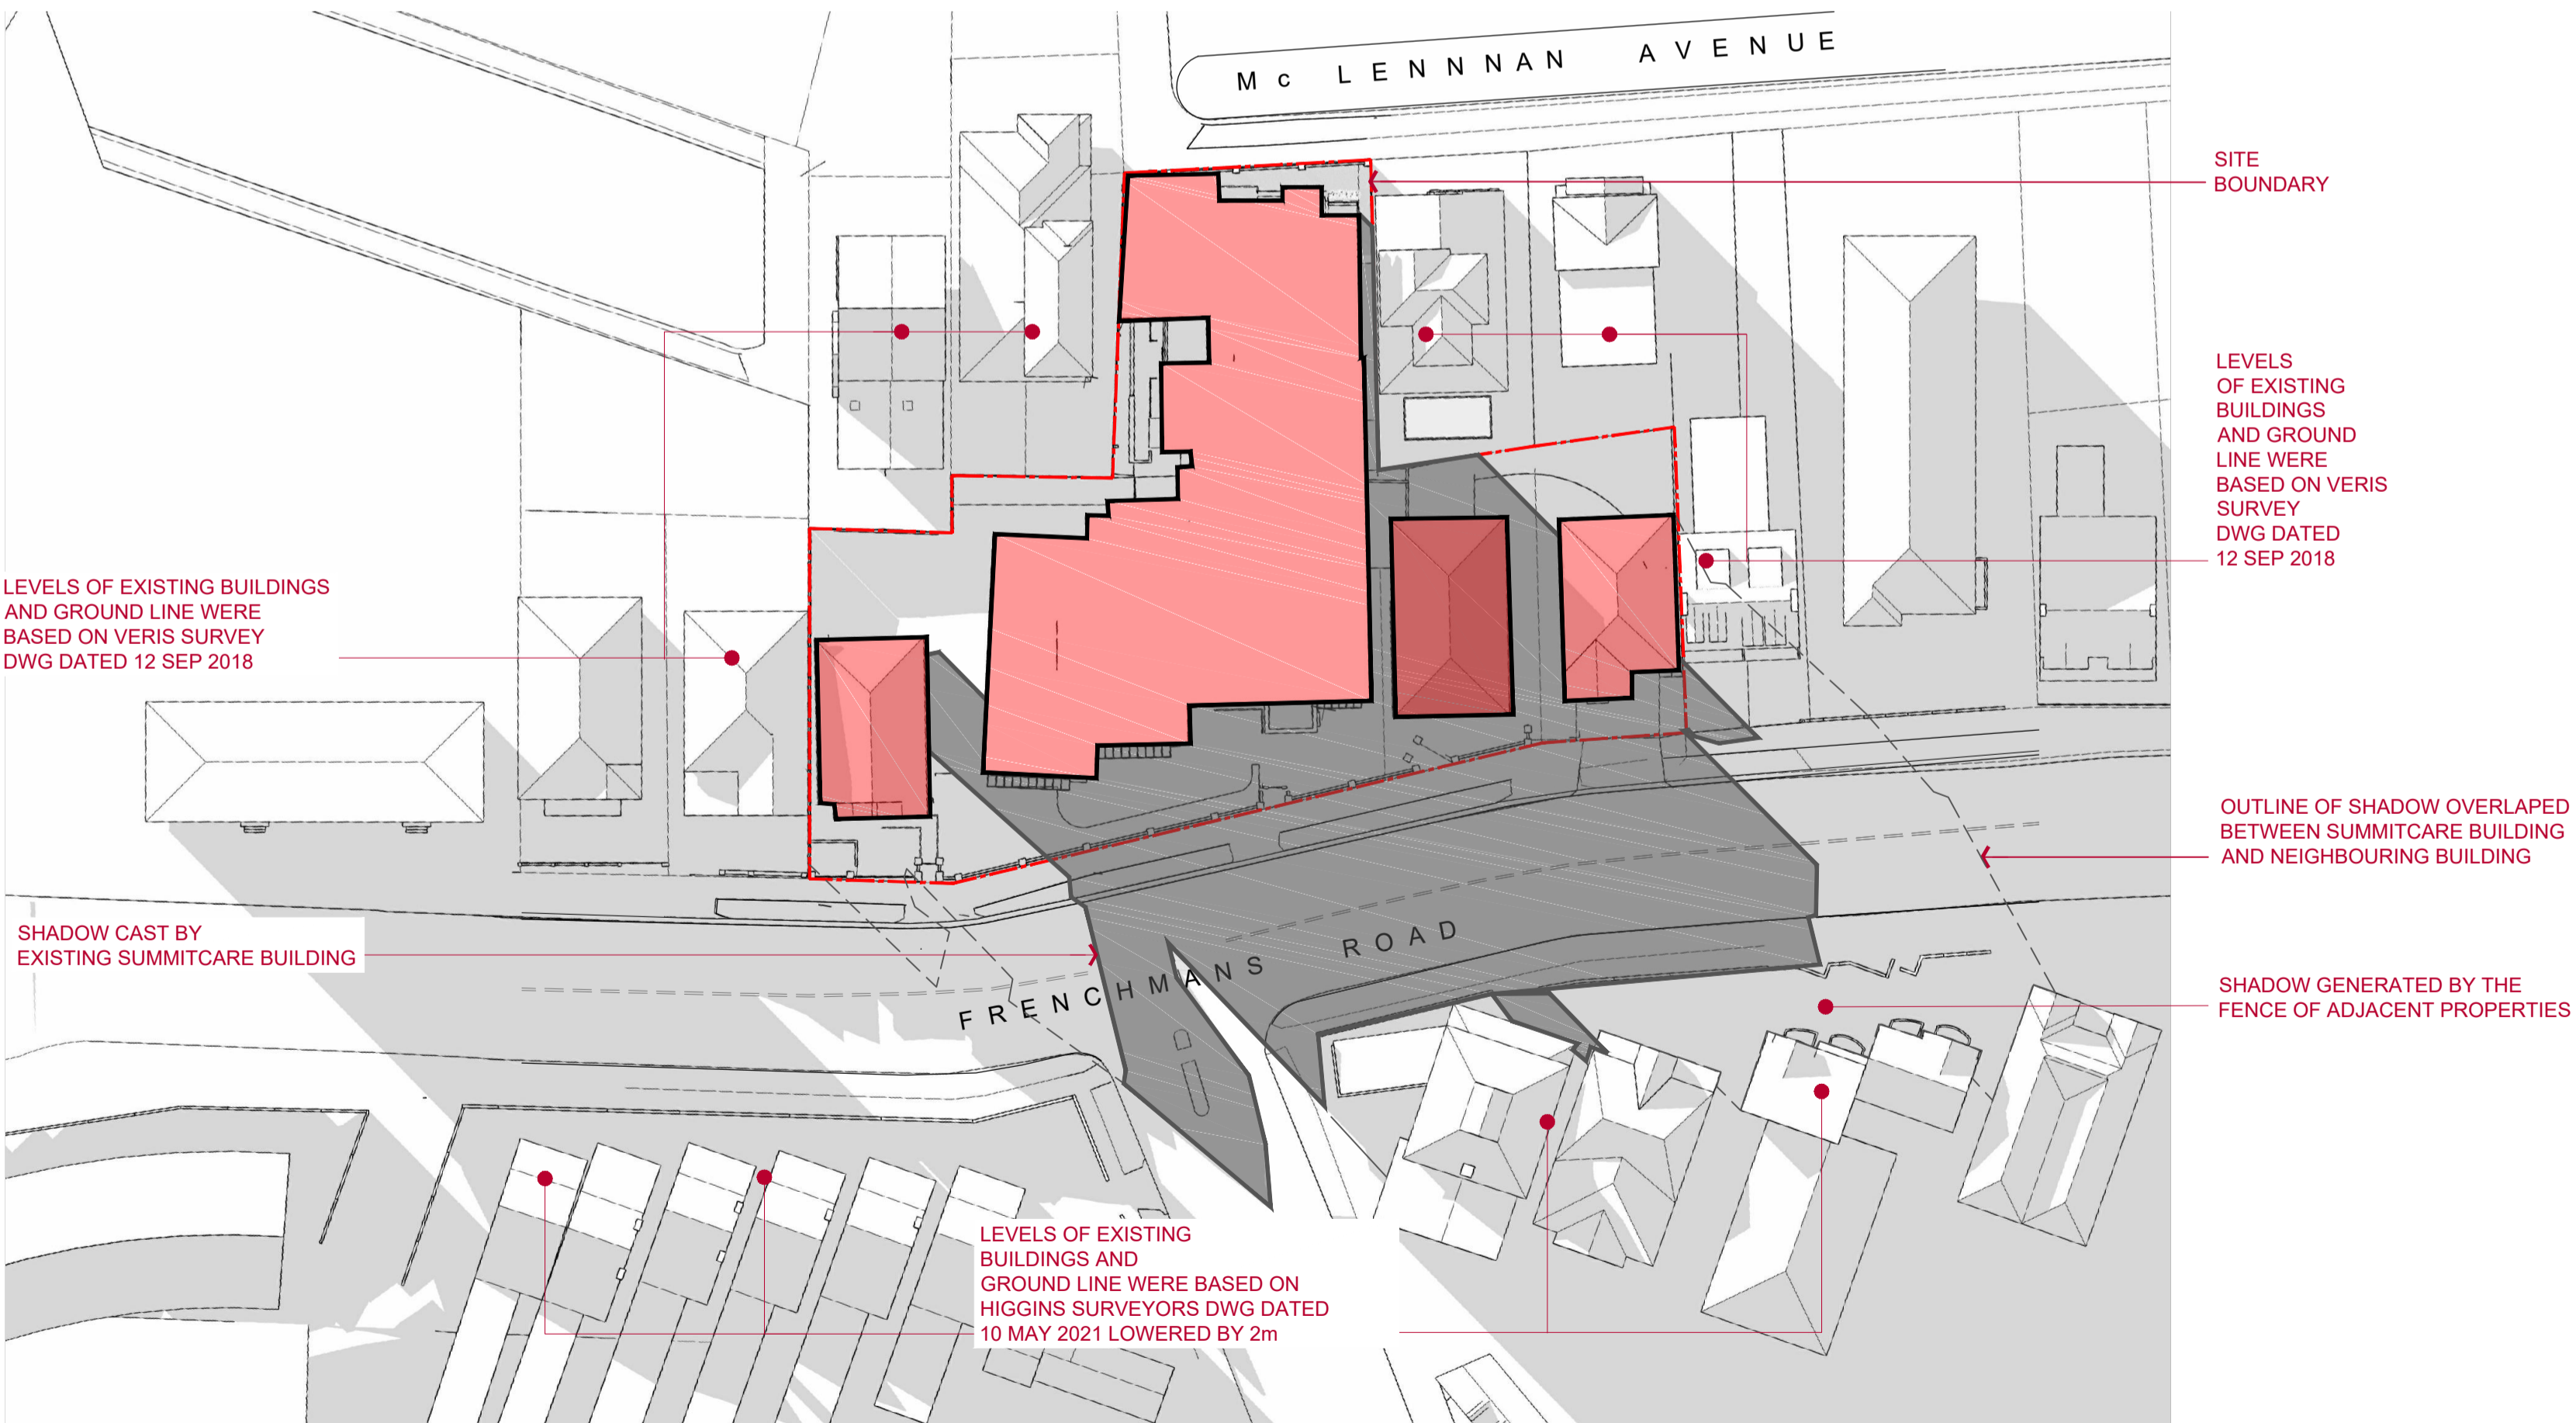 Mc LENNNAN AVENUE
SITE
BOUNDARY
LEVELS
OF EXISTING
BUILDINGS
AND GROUND
LINE WERE
BASED ON VERIS
SURVEY
DWG DATED
12 SEP 2018
LEVELS OF EXISTING BUILDINGS
AND GROUND LINE WERE
BASED ON VERIS SURVEY
DWG DATED 12 SEP 2018
OUTLINE OF SHADOW OVERLAPED
BETWEEN SUMMITCARE BUILDING
AND NEIGHBOURING BUILDING
SHADOW CAST BY
EXISTING SUMMITCARE BUILDING
FRENCHMANS ROAD
SHADOW GENERATED BY THE
FENCE OF ADJACENT PROPERTIES
LEVELS OF EXISTING
BUILDINGS AND
GROUND LINE WERE BASED ON
HIGGINS SURVEYORS DWG DATED
10 MAY 2021 LOWERED BY 2m